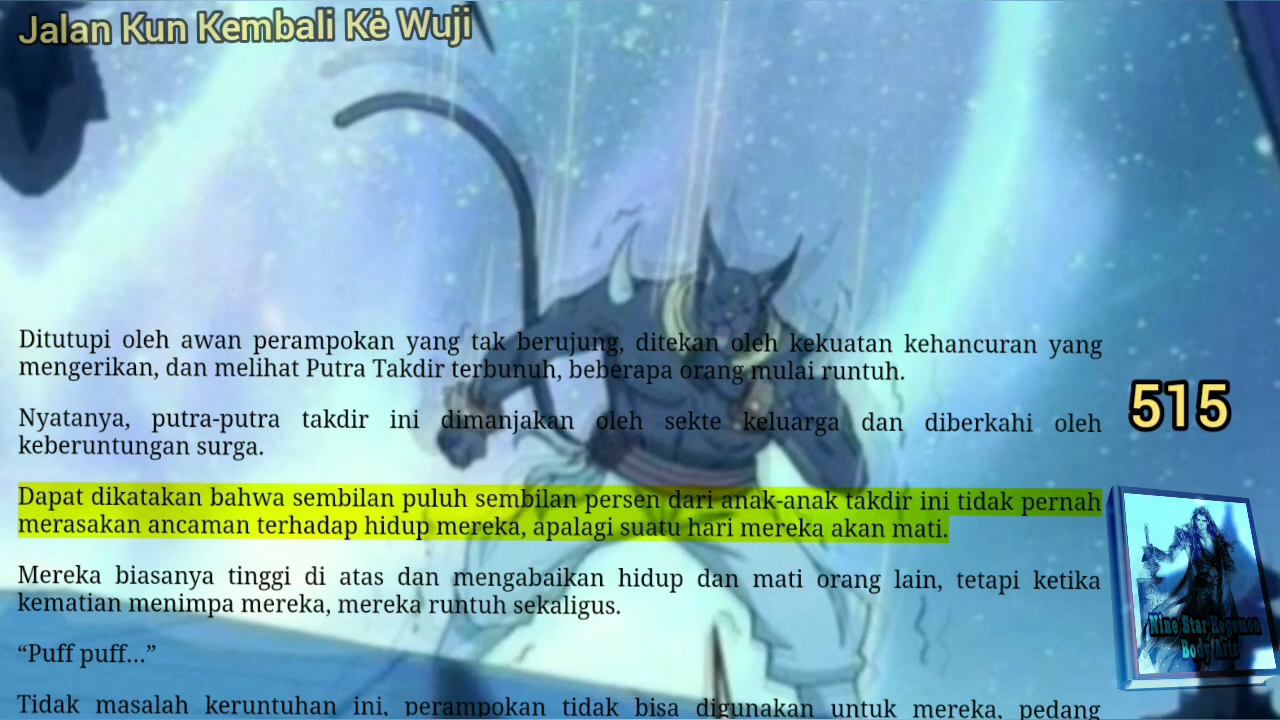 Jalan Kun Kembali Kė Wuji
Ditutupi oleh awan perampokan yang tak berujung, ditekan oleh kekuatan kehancuran yang
mengerikan, dan melihat Putra Takdir terbunuh, beberapa orang mulai runtuh.
Nyatanya, putra-putra takdir ini dimanjakan oleh sekte keluarga dan diberkahi oleh
keberuntungan surga.
515
Dapat dikatakan bahwa sembilan puluh sembilan persen dari anak-anak takdir ini tidak pernah
merasakan ancaman terhadap hidup mereka, apalagi suatu hari mereka akan mati.
Mereka biasanya tinggi di atas dan mengabaikan hidup dan mati orang lain, tetapi ketika
kematian menimpa mereka, mereka runtuh sekaligus.
Nine Star Hegemon
Body Arts
“Puff puff...”
Tidak masalah keruntuhan ini, perampokan tidak bisa digunakan untuk mereka, pedang